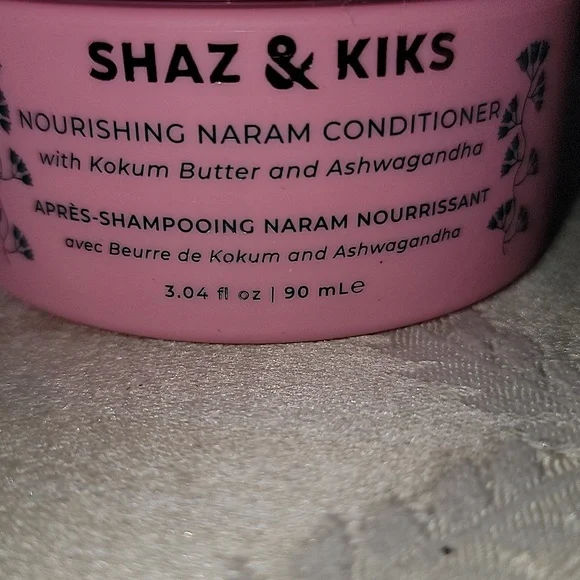 SHAZ & KIKS
NOURISHING NARAM CONDITIONER
with Kokum Butter and Ashwagandha
APRÈS-SHAMPOOING NARAM NOURRISSANT
avec Beurre de Kokum and Ashwagandha
3.04 fl oz | 90 mL℮